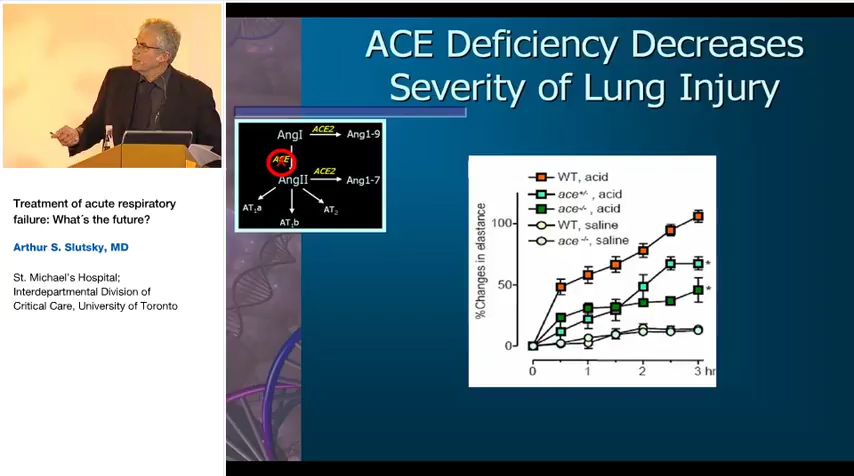 ACE Deficiency Decreases
Severity of Lung Injury
AngI
ACE2
Ang1-9
ACE
AngII
ACE2
Ang1-7
AT₁a
AT₁b
AT₂
WT, acid
ace⁺/⁻, acid
ace⁻/⁻, acid
WT, saline
ace⁻/⁻, saline
%Changes in elastance
100
50
0
*
*
0
1
2
3 hr
Treatment of acute respiratory
failure: What´s the future?
Arthur S. Slutsky, MD
St. Michael's Hospital;
Interdepartmental Division of
Critical Care, University of Toronto